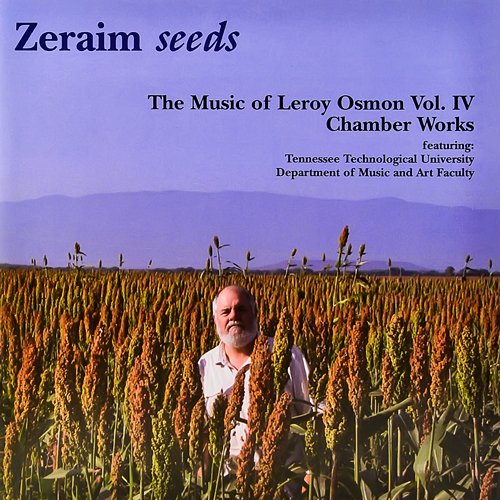 Zeraim seeds
The Music of Leroy Osmon Vol. IV
Chamber Works
featuring:
Tennessee Technological University
Department of Music and Art Faculty